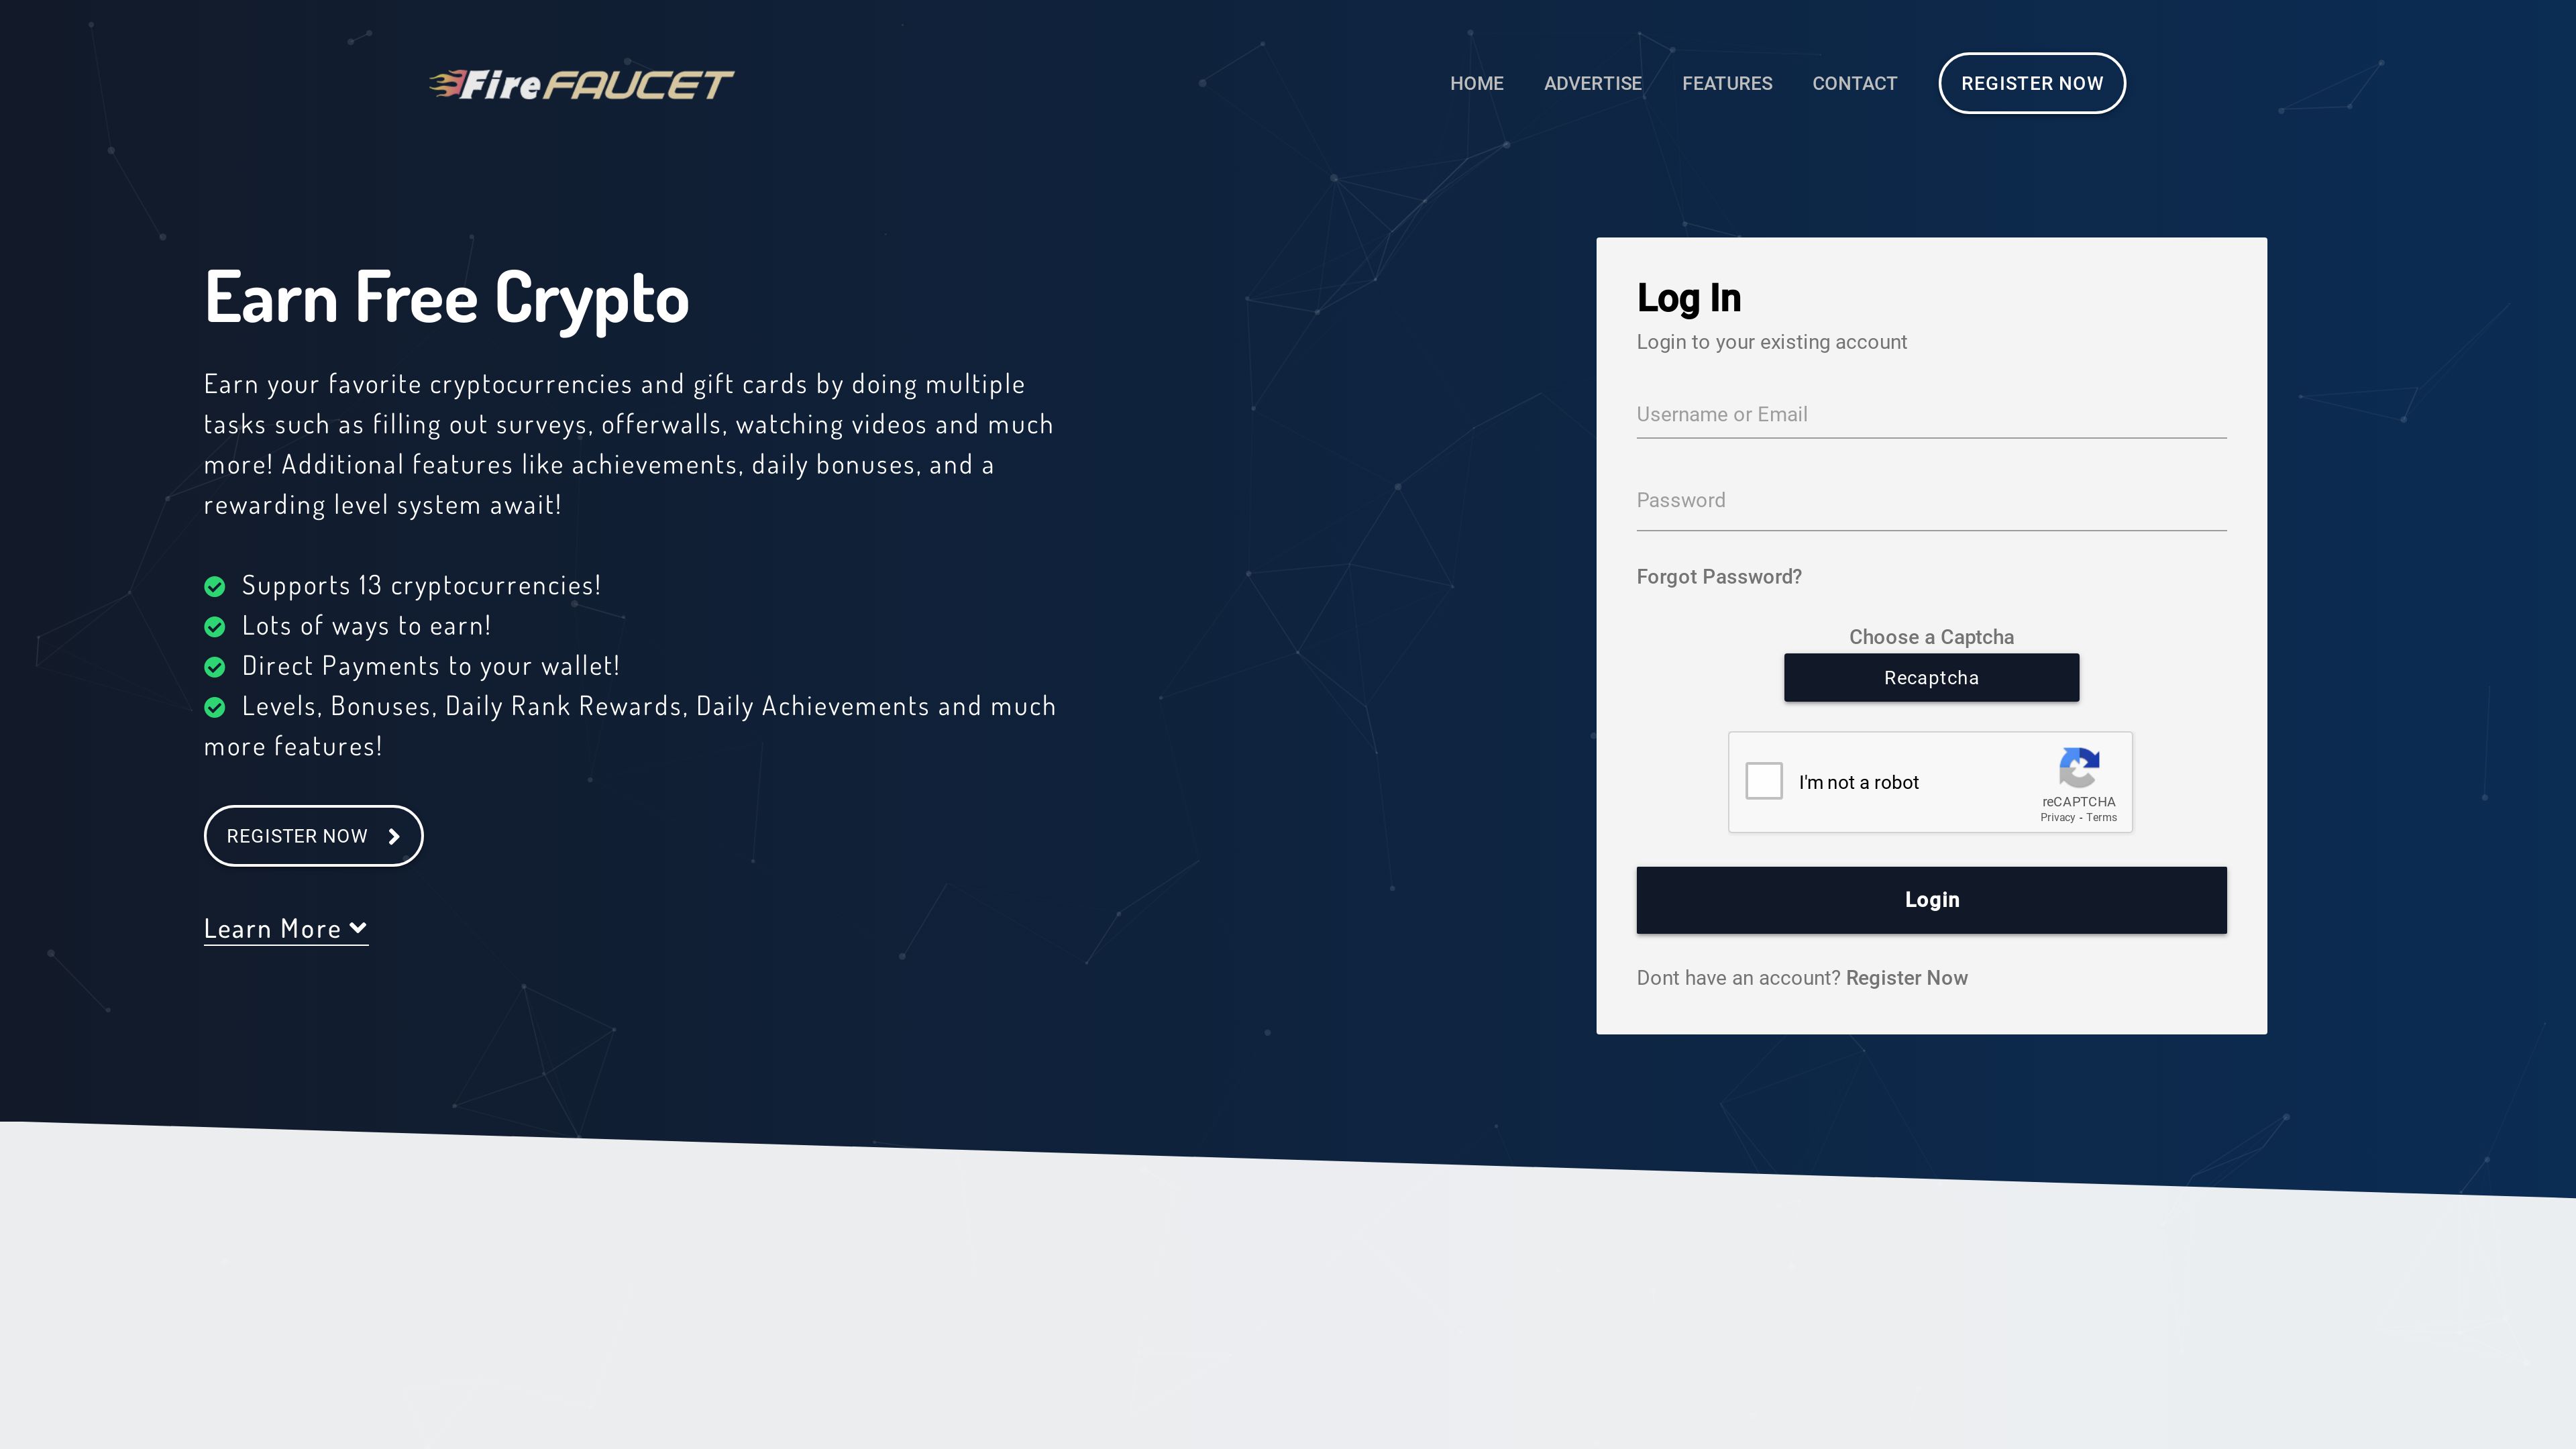 Fire FAUCET
HOME
ADVERTISE
FEATURES
CONTACT
REGISTER NOW
Earn Free Crypto
Earn your favorite cryptocurrencies and gift cards by doing multiple
tasks such as filling out surveys, offerwalls, watching videos and much
more! Additional features like achievements, daily bonuses, and a
rewarding level system await!
Supports 13 cryptocurrencies!
Lots of ways to earn!
Direct Payments to your wallet!
Levels, Bonuses, Daily Rank Rewards, Daily Achievements and much
more features!
REGISTER NOW
Learn More
Log In
Login to your existing account
Username or Email
Password
Forgot Password?
Choose a Captcha
Recaptcha
I'm not a robot
reCAPTCHA
Privacy - Terms
Login
Dont have an account? Register Now